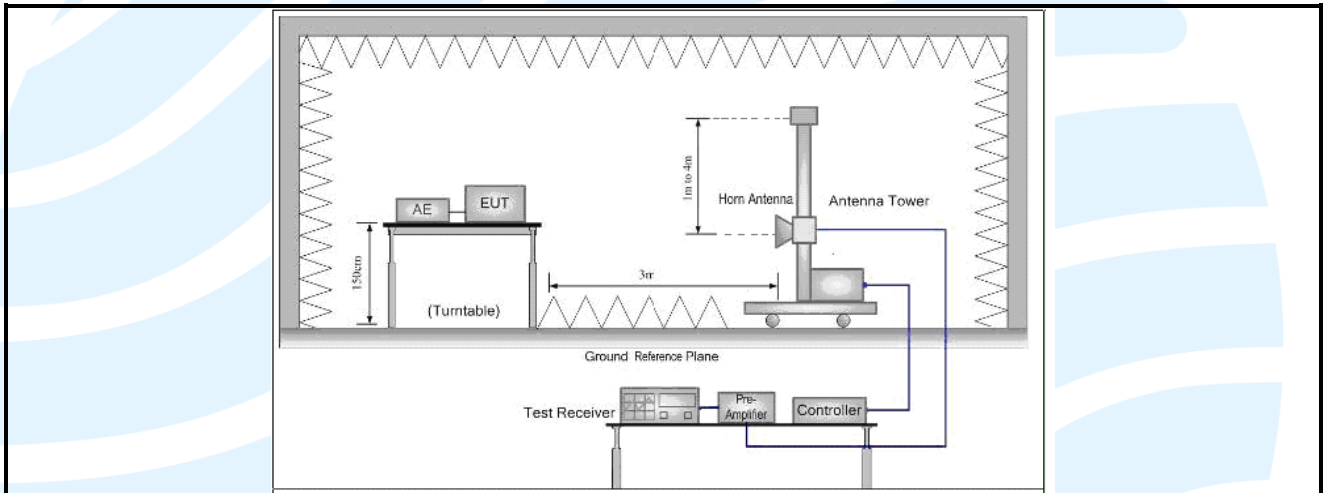 1m to 4m
Horn Antenna
Antenna Tower
AE
EUT
150cm
3m
(Turntable)
Ground Reference Plane
Test Receiver
Pre-
Amplifier
Controller